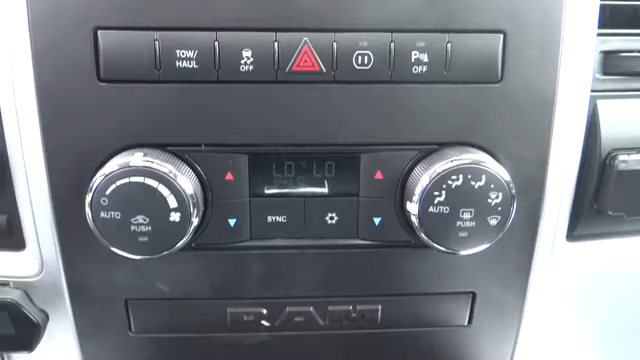 TOW/
HAUL
OFF
P
OFF
LO LO
AUTO
PUSH
SYNC
AUTO
PUSH
RAM